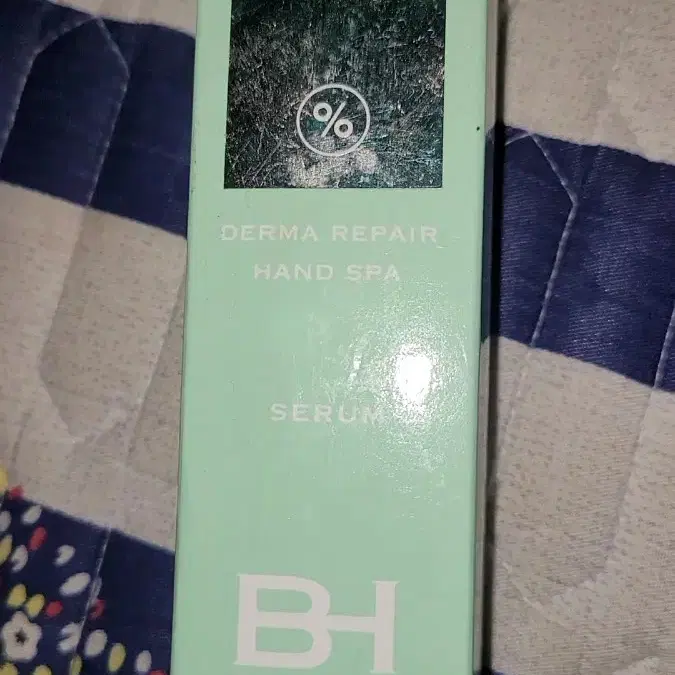 %
DERMA REPAIR
HAND SPA
SERUM
BH